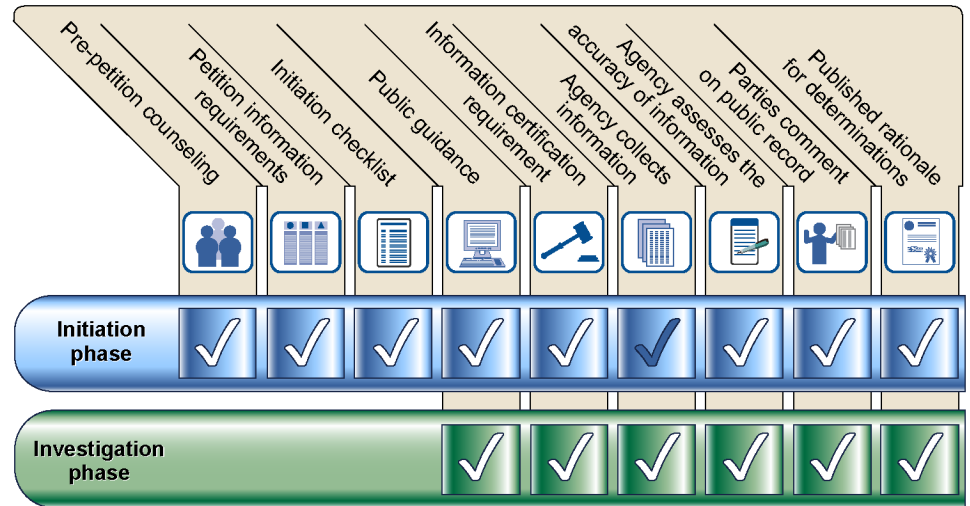 Pre-petition counseling
Petition information
requirements
Initiation checklist
Public guidance
Information certification
requirement
Agency collects
information
Agency assesses the
accuracy of information
Parties comment
on public record
Published rationale
for determinations
Initiation
phase
Investigation
phase